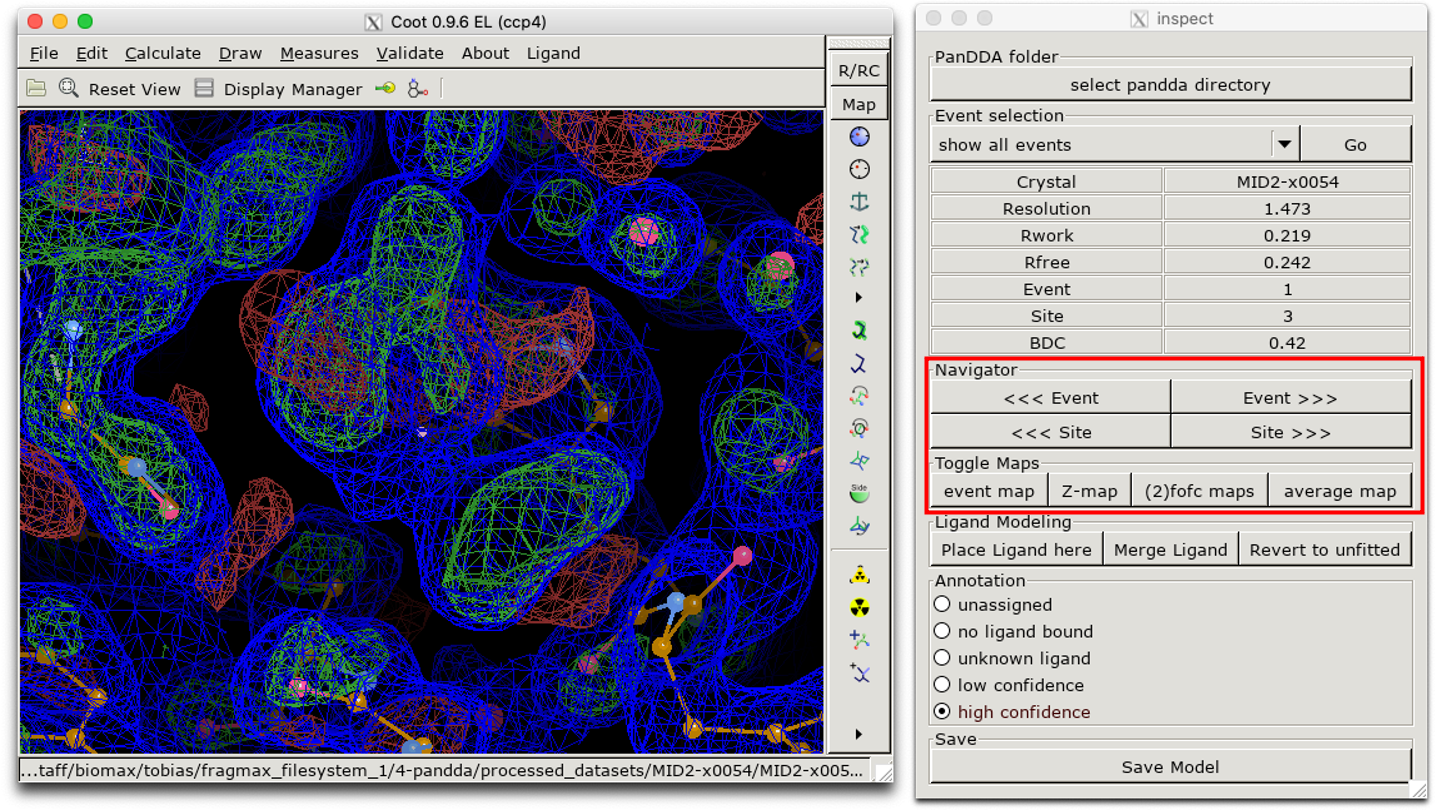 Coot 0.9.6 EL (ccp4)
File Edit Calculate Draw Measures Validate About Ligand
Reset View Display Manager
R/RC
Map
Side
...taff/biomax/tobias/fragmax_filesystem_1/4-pandda/processed_datasets/MID2-x0054/MID2-x005...
inspect
PanDDA folder
select pandda directory
Event selection
show all events Go
Crystal MID2-x0054
Resolution 1.473
Rwork 0.219
Rfree 0.242
Event 1
Site 3
BDC 0.42
Navigator
<<< Event Event >>>
<<< Site Site >>>
Toggle Maps
event map Z-map (2)fofc maps average map
Ligand Modeling
Place Ligand here Merge Ligand Revert to unfitted
Annotation
unassigned
no ligand bound
unknown ligand
low confidence
high confidence
Save
Save Model